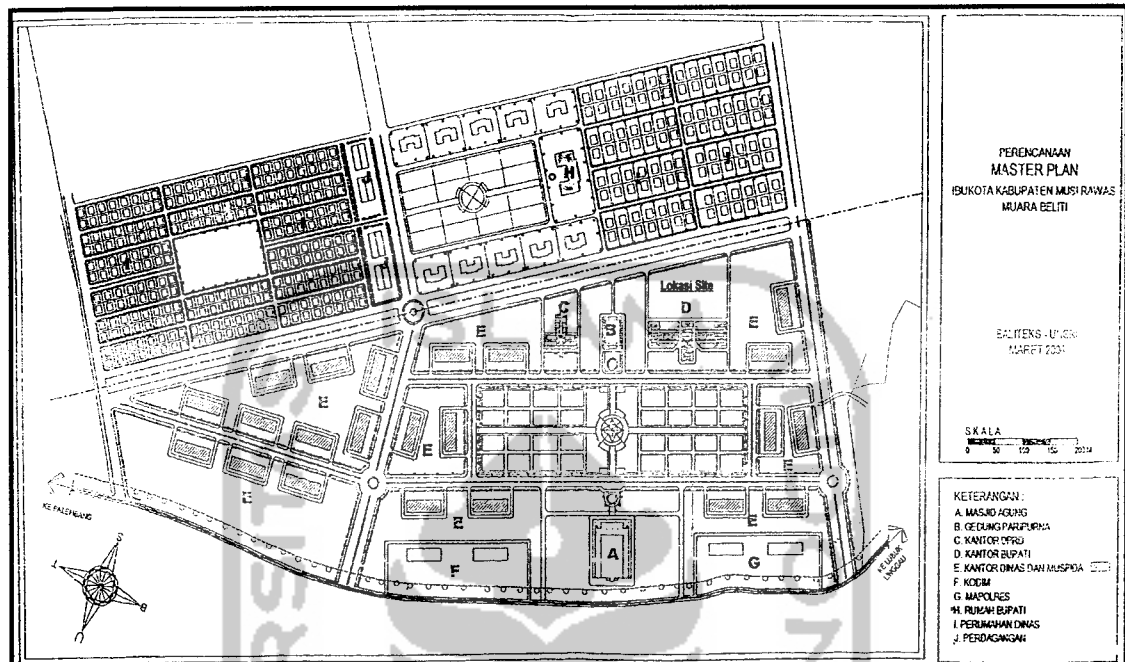 PERENCANAAN
MASTER PLAN
IBUKOTA KABUPATEN MUSI RAWAS
MUARA BELITI
MARET
SKALA
0 50 100 150 200 M
KETERANGAN :
A. MASJID AGUNG
B. GEDUNG PARIPURNA
C. KANTOR DPRD
D. KANTOR BUPATI
E. KANTOR DINAS DAN MUSPIDA
F. KODIM
G. MAPOLRES
H. RUMAH BUPATI
I. PERUMAHAN DINAS
J. PERDAGANGAN
H
Lokasi Site
C
B
D
E
E
E
E
E
E
E
E
F
A
G
KE PALEMBANG
KE LUBUK
LINGGAU
S
B
U